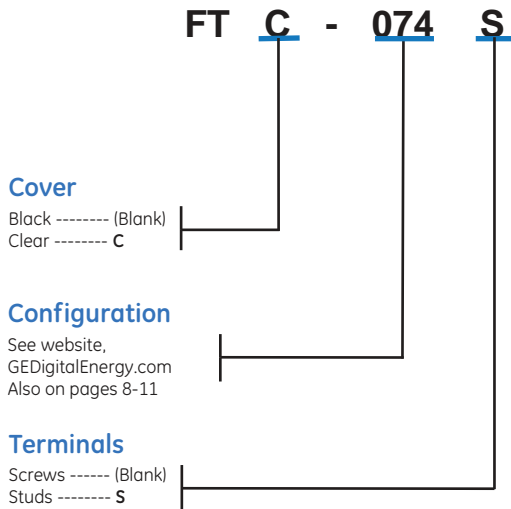 FT C - 074 S
Cover
Black -------- (Blank)
Clear -------- C
Configuration
See website,
GEDigitalEnergy.com
Also on pages 8-11
Terminals
Screws ------ (Blank)
Studs -------- S